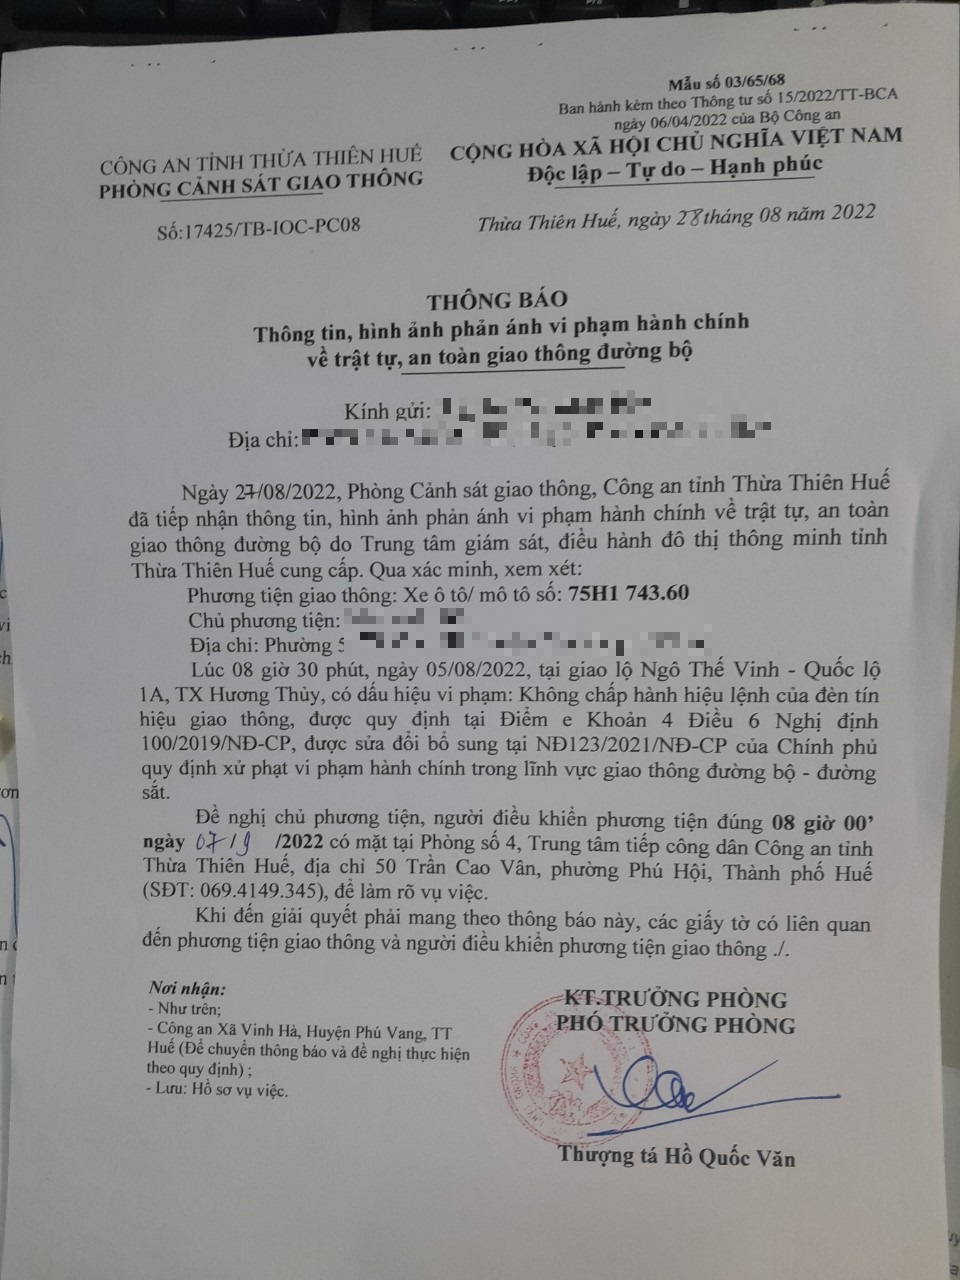 Mẫu số 03/65/68
Ban hành kèm theo Thông tư số 15/2022/TT-BCA
ngày 06/04/2022 của Bộ Công an
CÔNG AN TỈNH THỪA THIÊN HUẾ
PHÒNG CẢNH SÁT GIAO THÔNG
CỘNG HÒA XÃ HỘI CHỦ NGHĨA VIỆT NAM
Độc lập – Tự do – Hạnh phúc
Số:17425/TB-IOC-PC08
Thừa Thiên Huế, ngày 28 tháng 08 năm 2022
THÔNG BÁO
Thông tin, hình ảnh phản ánh vi phạm hành chính
về trật tự, an toàn giao thông đường bộ
Kính gửi:
Địa chỉ:
Ngày 27/08/2022, Phòng Cảnh sát giao thông, Công an tỉnh Thừa Thiên Huế
đã tiếp nhận thông tin, hình ảnh phản ánh vi phạm hành chính về trật tự, an toàn
giao thông đường bộ do Trung tâm giám sát, điều hành đô thị thông minh tỉnh
Thừa Thiên Huế cung cấp. Qua xác minh, xem xét:
Phương tiện giao thông: Xe ô tô/ mô tô số: 75H1 743.60
Chủ phương tiện:
Địa chỉ: Phường
Lúc 08 giờ 30 phút, ngày 05/08/2022, tại giao lộ Ngô Thế Vinh - Quốc lộ
1A, TX Hương Thủy, có dấu hiệu vi phạm: Không chấp hành hiệu lệnh của đèn tín
hiệu giao thông, được quy định tại Điểm e Khoản 4 Điều 6 Nghị định
100/2019/NĐ-CP, được sửa đổi bổ sung tại NĐ123/2021/NĐ-CP của Chính phủ
quy định xử phạt vi phạm hành chính trong lĩnh vực giao thông đường bộ - đường
sắt.
Đề nghị chủ phương tiện, người điều khiển phương tiện đúng 08 giờ 00’
ngày 07/9 /2022 có mặt tại Phòng số 4, Trung tâm tiếp công dân Công an tỉnh
Thừa Thiên Huế, địa chỉ 50 Trần Cao Vân, phường Phú Hội, Thành phố Huế
(SĐT: 069.4149.345), để làm rõ vụ việc.
Khi đến giải quyết phải mang theo thông báo này, các giấy tờ có liên quan
đến phương tiện giao thông và người điều khiển phương tiện giao thông ./.
Nơi nhận:
- Như trên;
- Công an Xã Vinh Hà, Huyện Phú Vang, TT
Huế (Để chuyển thông báo và đề nghị thực hiện
theo quy định) ;
- Lưu: Hồ sơ vụ việc.
KT.TRƯỞNG PHÒNG
PHÓ TRƯỞNG PHÒNG
Thượng tá Hồ Quốc Văn